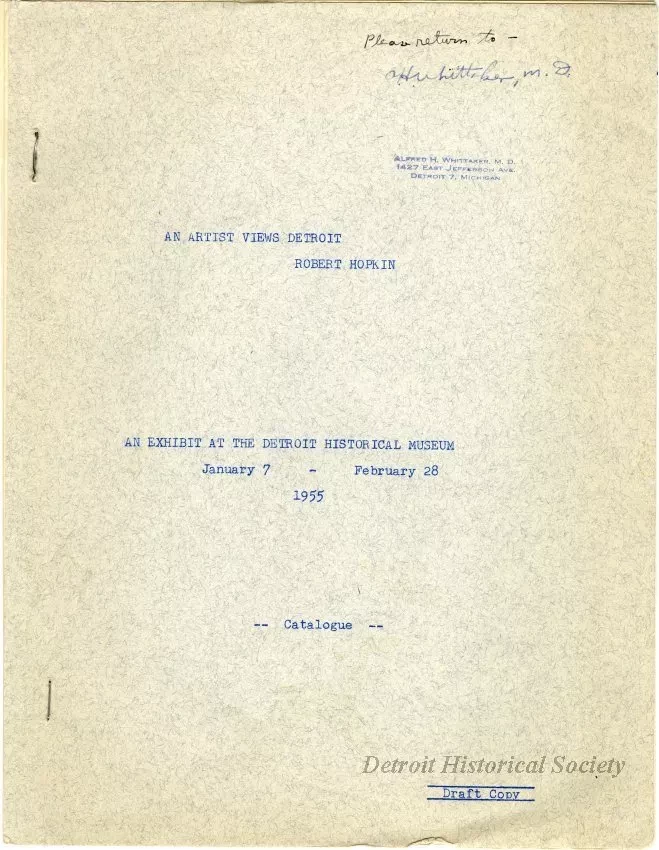 Please return to -
AHWhittaker, M. D.
ALFRED H. WHITTAKER, M. D.
1427 EAST JEFFERSON AVE.
DETROIT 7, MICHIGAN
AN ARTIST VIEWS DETROIT
ROBERT HOPKIN
AN EXHIBIT AT THE DETROIT HISTORICAL MUSEUM
January 7 - February 28
1955
-- Catalogue --
Detroit Historical Society
Draft Copy